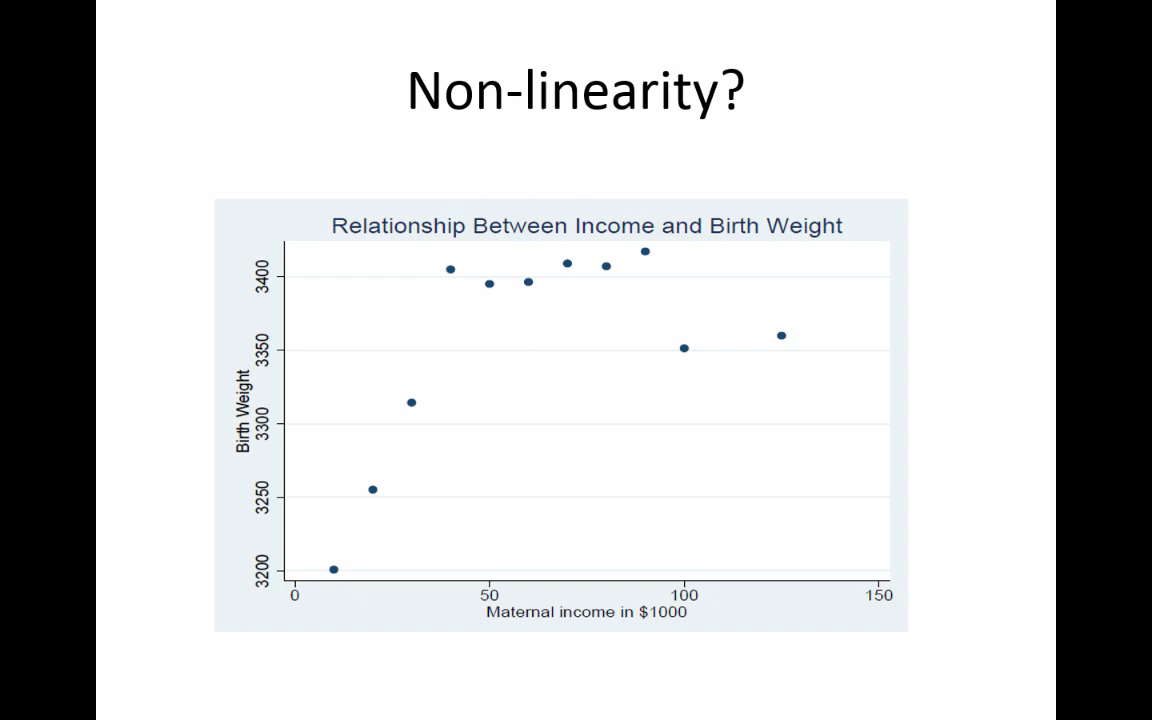 Non-linearity?
Relationship Between Income and Birth Weight
Birth Weight
3400
3350
3300
3250
3200
0 50 100 150
Maternal income in $1000